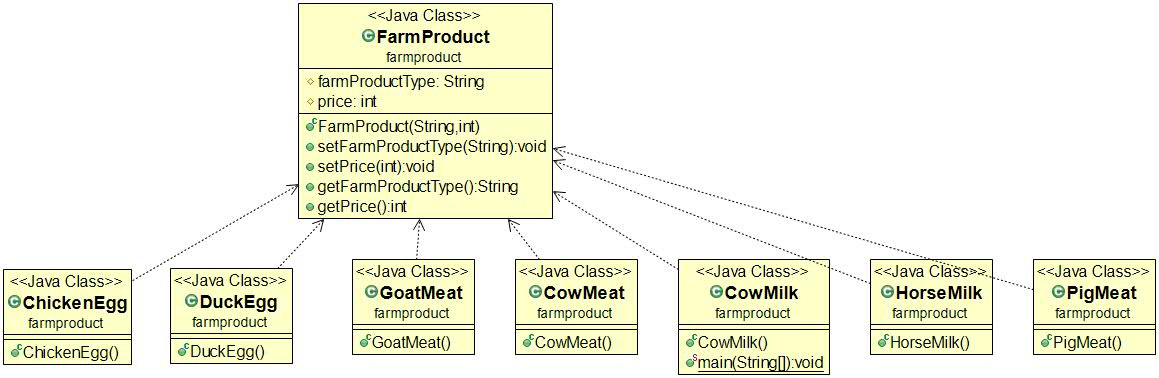 <<Java Class>>
FarmProduct
farmproduct
farmProductType: String
price: int
FarmProduct(String,int)
setFarmProductType(String):void
setPrice(int):void
getFarmProductType():String
getPrice():int
<<Java Class>>
ChickenEgg
farmproduct
ChickenEgg()
<<Java Class>>
DuckEgg
farmproduct
DuckEgg()
<<Java Class>>
GoatMeat
farmproduct
GoatMeat()
<<Java Class>>
CowMeat
farmproduct
CowMeat()
<<Java Class>>
CowMilk
farmproduct
CowMilk()
main(String[]):void
<<Java Class>>
HorseMilk
farmproduct
HorseMilk()
<<Java Class>>
PigMeat
farmproduct
PigMeat()